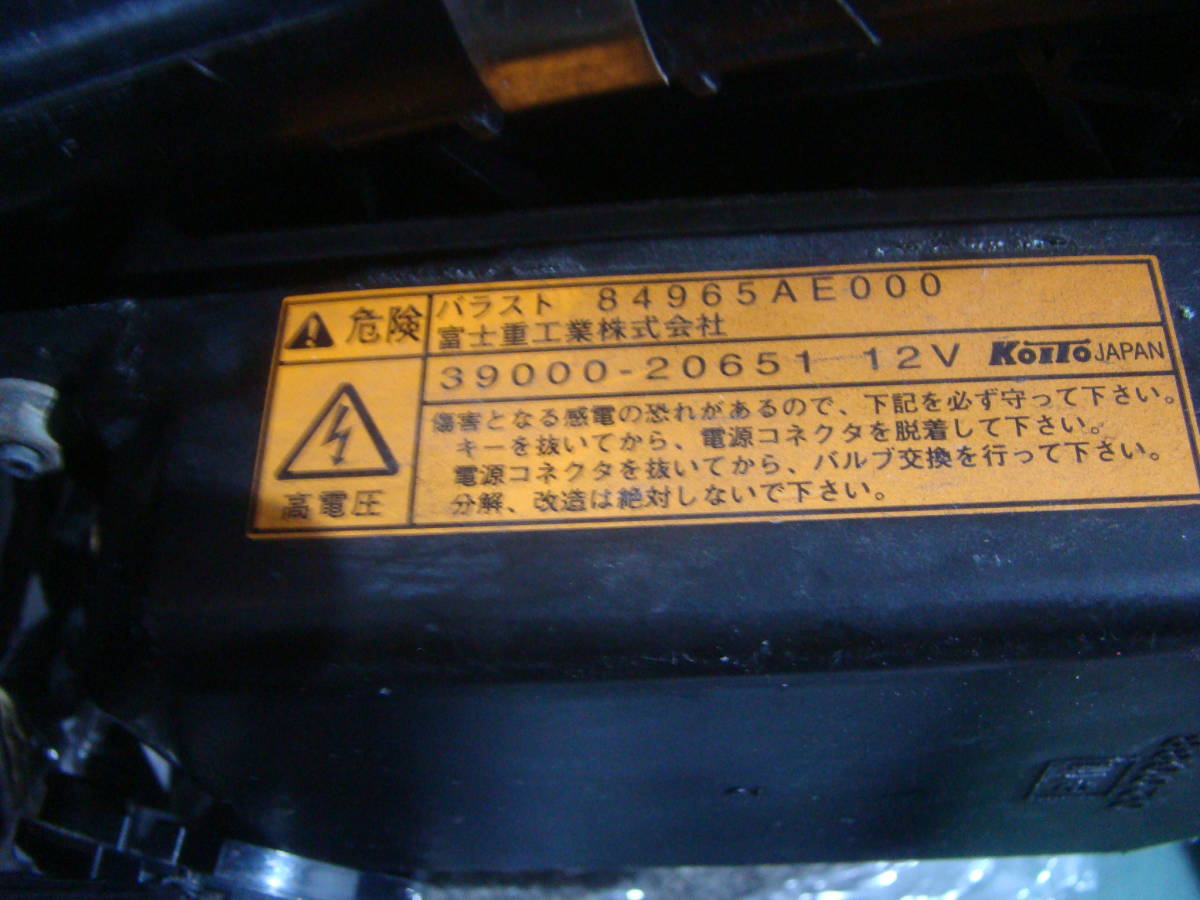 危険
バラスト 84965AE000
富士重工業株式会社
39000-20651 12V KOITO JAPAN
高電圧
傷害となる感電の恐れがあるので、下記を必ず守って下さい。
キーを抜いてから、電源コネクタを脱着して下さい。
電源コネクタを抜いてから、バルブ交換を行って下さい。
分解、改造は絶対しないで下さい。